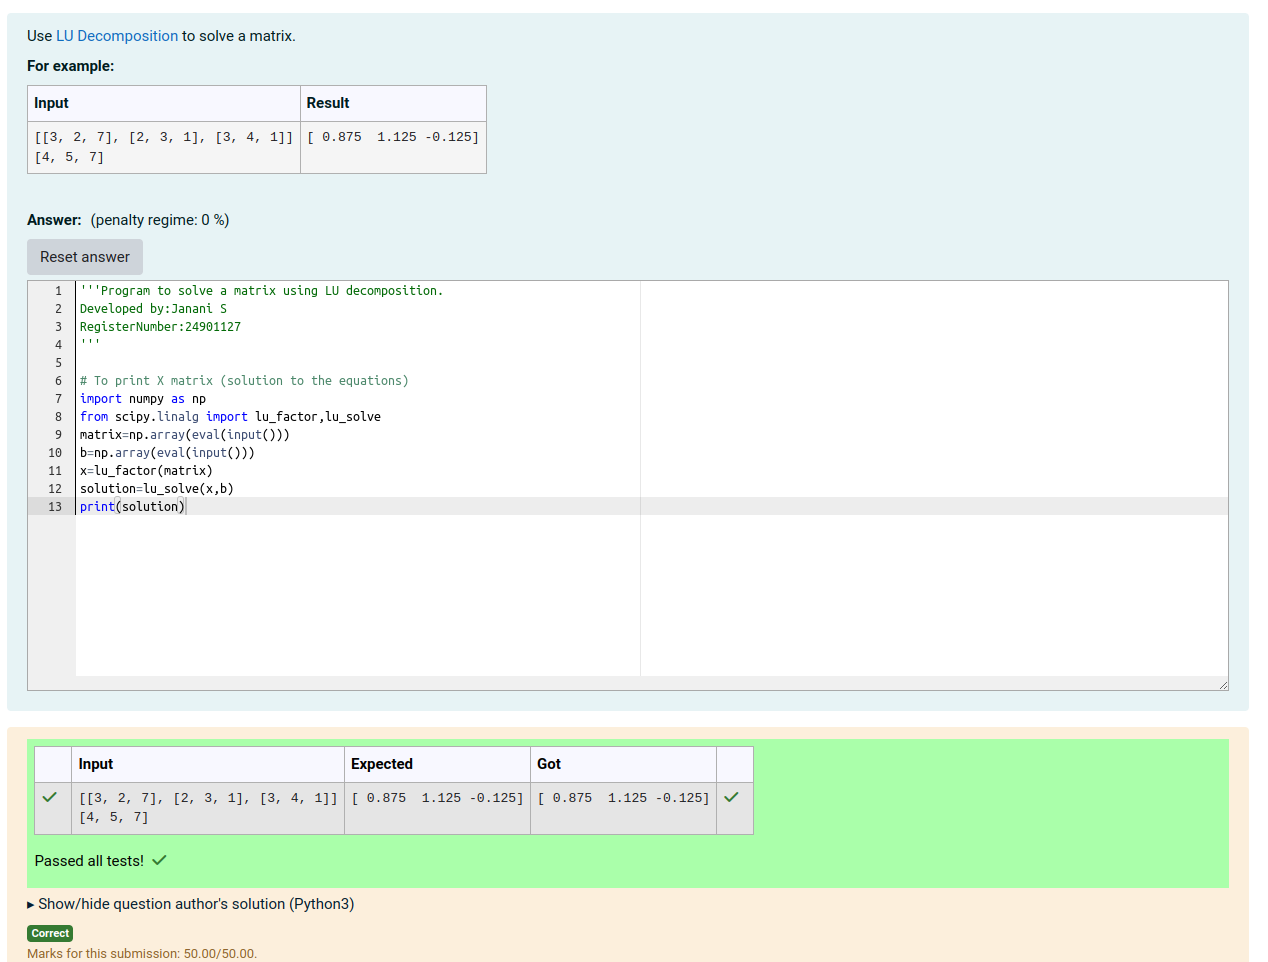 Use LU Decomposition to solve a matrix.
For example:
Input Result
[[3, 2, 7], [2, 3, 1], [3, 4, 1]] [ 0.875  1.125 -0.125]
[4, 5, 7]
Answer: (penalty regime: 0 %)
Reset answer
1 '''Program to solve a matrix using LU decomposition.
2 Developed by:Janani S
3 RegisterNumber:24901127
4 '''
5
6 # To print X matrix (solution to the equations)
7 import numpy as np
8 from scipy.linalg import lu_factor,lu_solve
9 matrix=np.array(eval(input()))
10 b=np.array(eval(input()))
11 x=lu_factor(matrix)
12 solution=lu_solve(x,b)
13 print(solution)
Input Expected Got
[[3, 2, 7], [2, 3, 1], [3, 4, 1]] [ 0.875  1.125 -0.125] [ 0.875  1.125 -0.125]
[4, 5, 7]
Passed all tests!
Show/hide question author's solution (Python3)
Correct
Marks for this submission: 50.00/50.00.